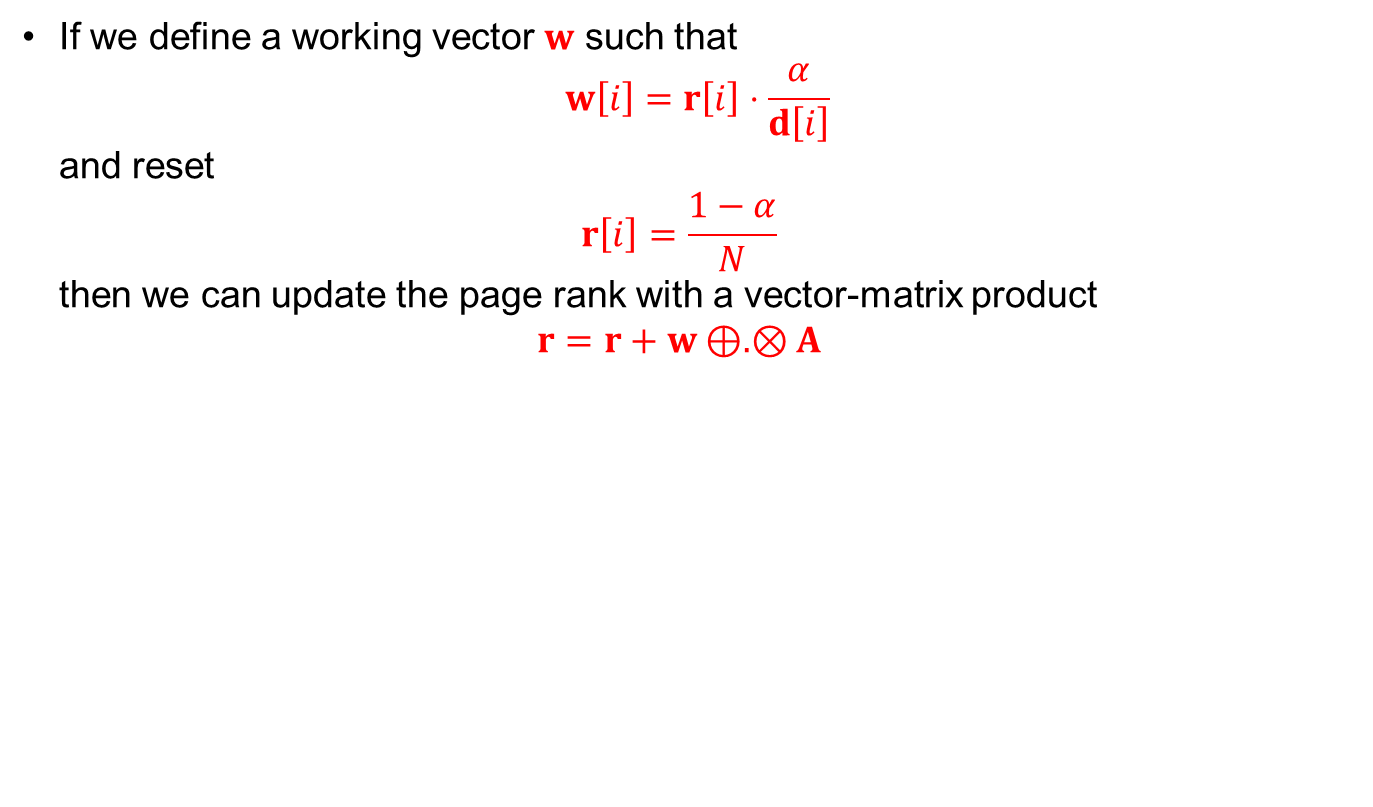 • If we define a working vector w such that
w[i] = r[i] · α/d[i]
and reset
r[i] = 1 − α/N
then we can update the page rank with a vector-matrix product
r = r + w ⊕.⊗ A